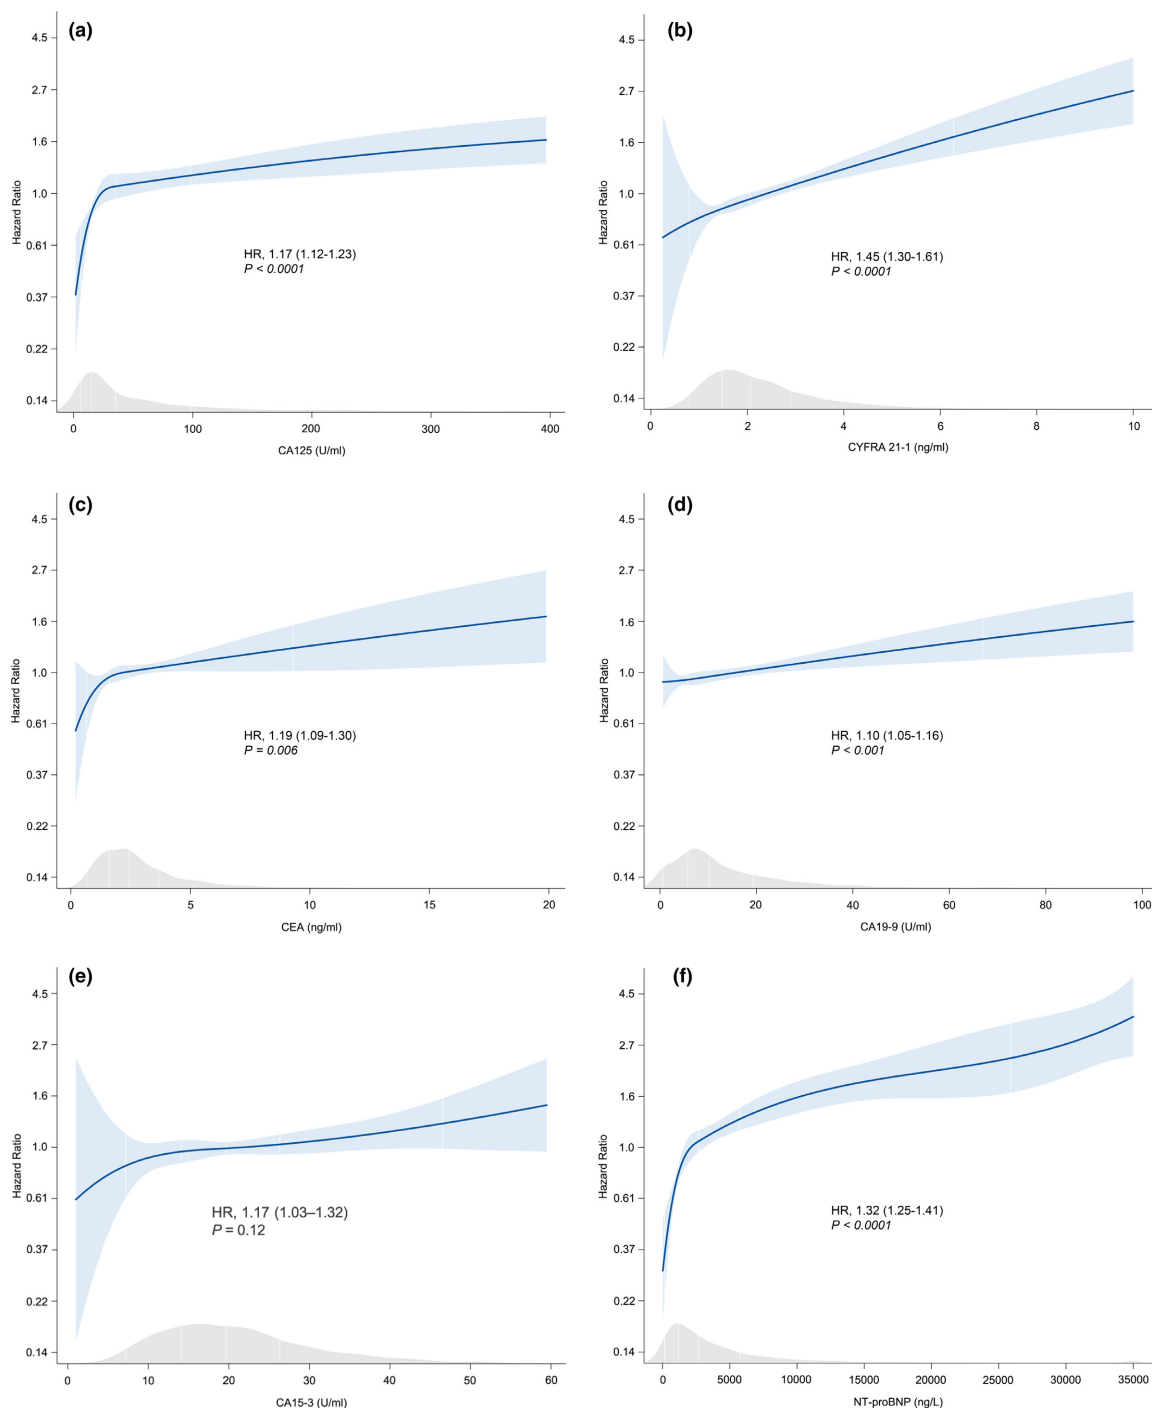 (a)
4.5
2.7
1.6
1.0
0.61
0.37
0.22
0.14
Hazard Ratio
HR, 1.17 (1.12-1.23)
P < 0.0001
0 100 200 300 400
CA125 (U/ml)
(b)
4.5
2.7
1.6
1.0
0.61
0.37
0.22
0.14
Hazard Ratio
HR, 1.45 (1.30-1.61)
P < 0.0001
0 2 4 6 8 10
CYFRA 21-1 (ng/ml)
(c)
4.5
2.7
1.6
1.0
0.61
0.37
0.22
0.14
Hazard Ratio
HR, 1.19 (1.09-1.30)
P = 0.006
0 5 10 15 20
CEA (ng/ml)
(d)
4.5
2.7
1.6
1.0
0.61
0.37
0.22
0.14
Hazard Ratio
HR, 1.10 (1.05-1.16)
P < 0.001
0 20 40 60 80 100
CA19-9 (U/ml)
(e)
4.5
2.7
1.6
1.0
0.61
0.37
0.22
0.14
Hazard Ratio
HR, 1.17 (1.03–1.32)
P = 0.12
0 10 20 30 40 50 60
CA15-3 (U/ml)
(f)
4.5
2.7
1.6
1.0
0.61
0.37
0.22
0.14
Hazard Ratio
HR, 1.32 (1.25-1.41)
P < 0.0001
0 5000 10000 15000 20000 25000 30000 35000
NT-proBNP (ng/L)